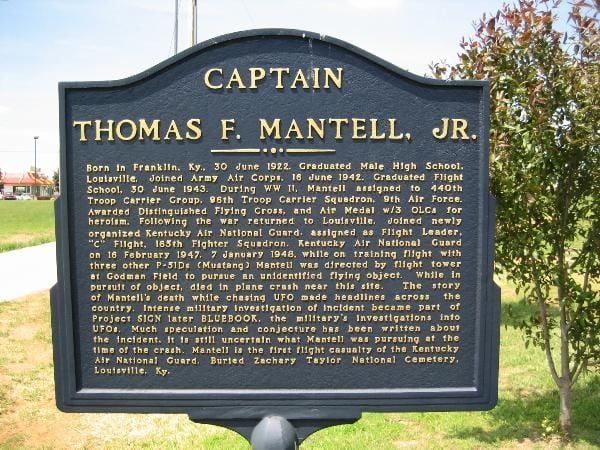 CAPTAIN
THOMAS F. MANTELL, JR.
Born in Franklin, Ky., 30 June 1922. Graduated Male High School,
Louisville. Joined Army Air Corps, 16 June 1942. Graduated Flight
School, 30 June 1943. During WW II, Mantell assigned to 440th
Troop Carrier Group, 96th Troop Carrier Squadron, 9th Air Force.
Awarded Distinguished Flying Cross, and Air Medal w/3 OLCs for
heroism. Following the war returned to Louisville. Joined newly
organized Kentucky Air National Guard, assigned as Flight Leader,
"C" Flight, 165th Fighter Squadron, Kentucky Air National Guard
on 16 February 1947. 7 January 1948, while on training flight with
three other P-51Ds (Mustang) Mantell was directed by flight tower
at Godman Field to pursue an unidentified flying object. While in
pursuit of object, died in plane crash near this site. The story
of Mantell's death while chasing UFO made headlines across the
country. Intense military investigation of incident became part of
Project SIGN later BLUEBOOK, the military's investigations into
UFOs. Much speculation and conjecture has been written about
the incident. It is still uncertain what Mantell was pursuing at the
time of the crash. Mantell is the first flight casualty of the Kentucky
Air National Guard. Buried Zachary Taylor National Cemetery,
Louisville, Ky.